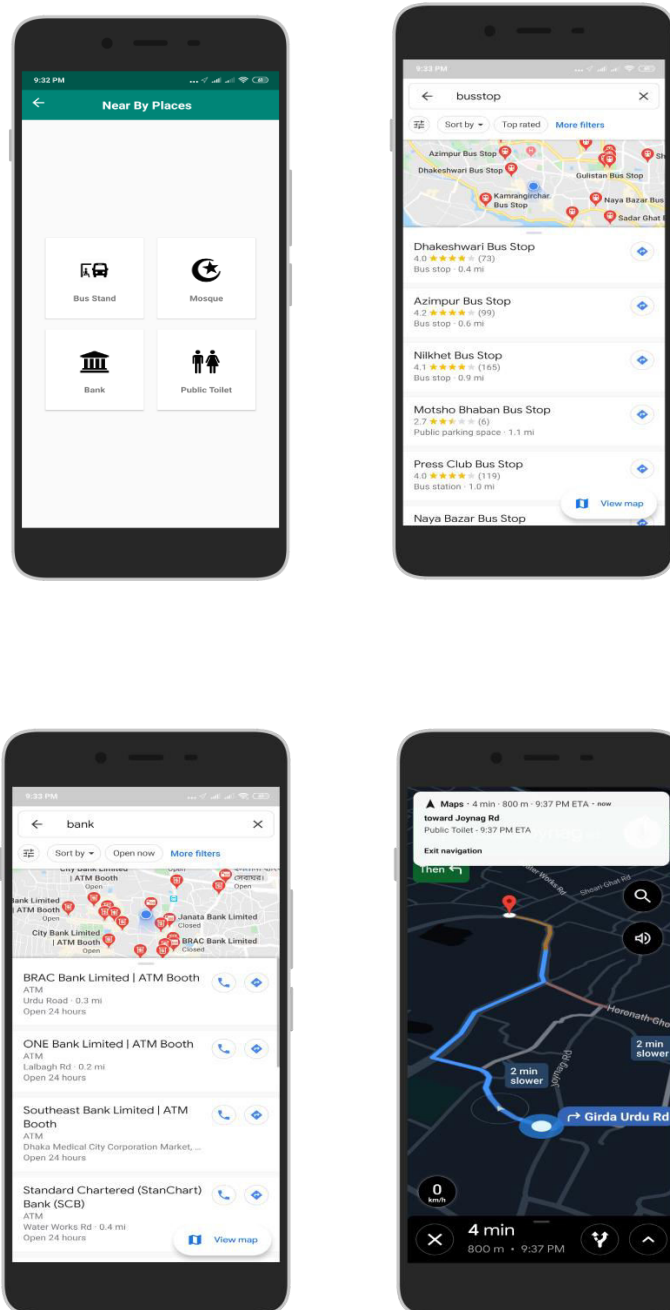 9:32 PM
Near By Places
Bus Stand
Mosque
Bank
Public Toilet
9:33 PM
busstop
Sort by
Top rated
More filters
Azimpur Bus Stop
Dhakeshwari Bus Stop
Gulistan Bus Stop
Kamrangirchar
Bus Stop
Naya Bazar Bus
Sadar Ghat
Dhakeshwari Bus Stop
4.0 (73)
Bus stop · 0.4 mi
Azimpur Bus Stop
4.2 (99)
Bus stop · 0.6 mi
Nilkhet Bus Stop
4.1 (165)
Bus stop · 0.9 mi
Motsho Bhaban Bus Stop
2.7 (6)
Public parking space · 1.1 mi
Press Club Bus Stop
4.0 (119)
Bus station · 1.0 mi
View map
Naya Bazar Bus Stop
9:33 PM
bank
Sort by
Open now
More filters
City Bank Limited
| ATM Booth
Open
Open
Open
Bank Limited
| ATM Booth
Open
Janata Bank Limited
Closed
City Bank Limited
| ATM Booth
Open
BRAC Bank Limited
Closed
BRAC Bank Limited | ATM Booth
ATM
Urdu Road · 0.3 mi
Open 24 hours
ONE Bank Limited | ATM Booth
ATM
Lalbagh Rd · 0.2 mi
Open 24 hours
Southeast Bank Limited | ATM
Booth
ATM
Dhaka Medical City Corporation Market, ...
Open 24 hours
Standard Chartered (StanChart)
Bank (SCB)
ATM
Water Works Rd · 0.4 mi
Open 24 hours
View map
Maps · 4 min · 800 m · 9:37 PM ETA · now
toward Joynag Rd
Public Toilet - 9:37 PM ETA
Exit navigation
Then
Water Works Rd
Shoari Ghat Rd
Horonath Gho
2 min
slower
2 min
slower
Joynag Rd
Girda Urdu Rd
0
km/h
4 min
800 m • 9:37 PM